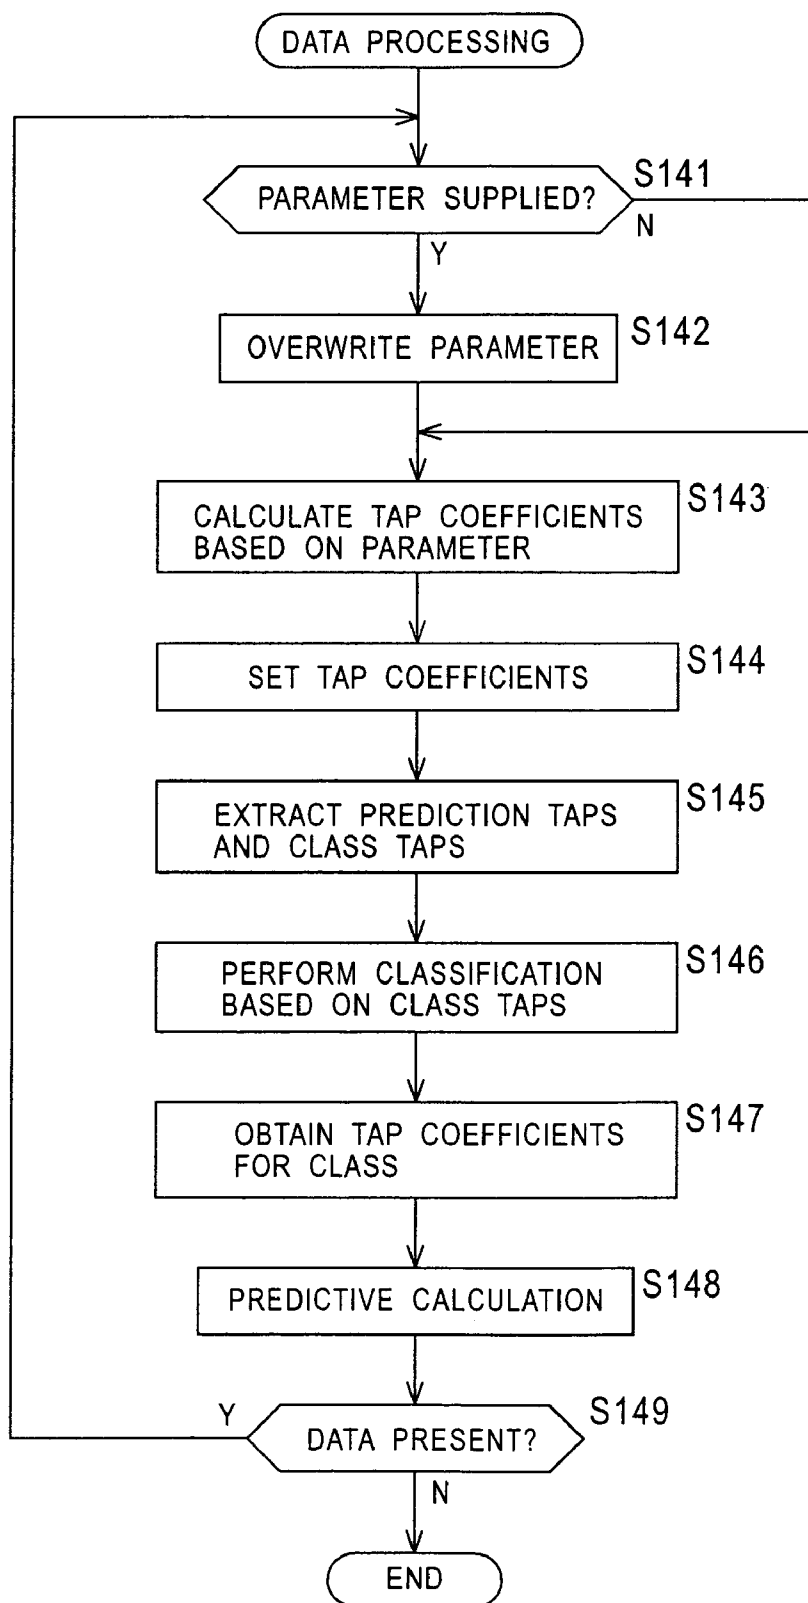 DATA PROCESSING
PARAMETER SUPPLIED?
S141
N
Y
OVERWRITE PARAMETER
S142
CALCULATE TAP COEFFICIENTS
BASED ON PARAMETER
S143
SET TAP COEFFICIENTS
S144
EXTRACT PREDICTION TAPS
AND CLASS TAPS
S145
PERFORM CLASSIFICATION
BASED ON CLASS TAPS
S146
OBTAIN TAP COEFFICIENTS
FOR CLASS
S147
PREDICTIVE CALCULATION
S148
Y
DATA PRESENT?
S149
N
END